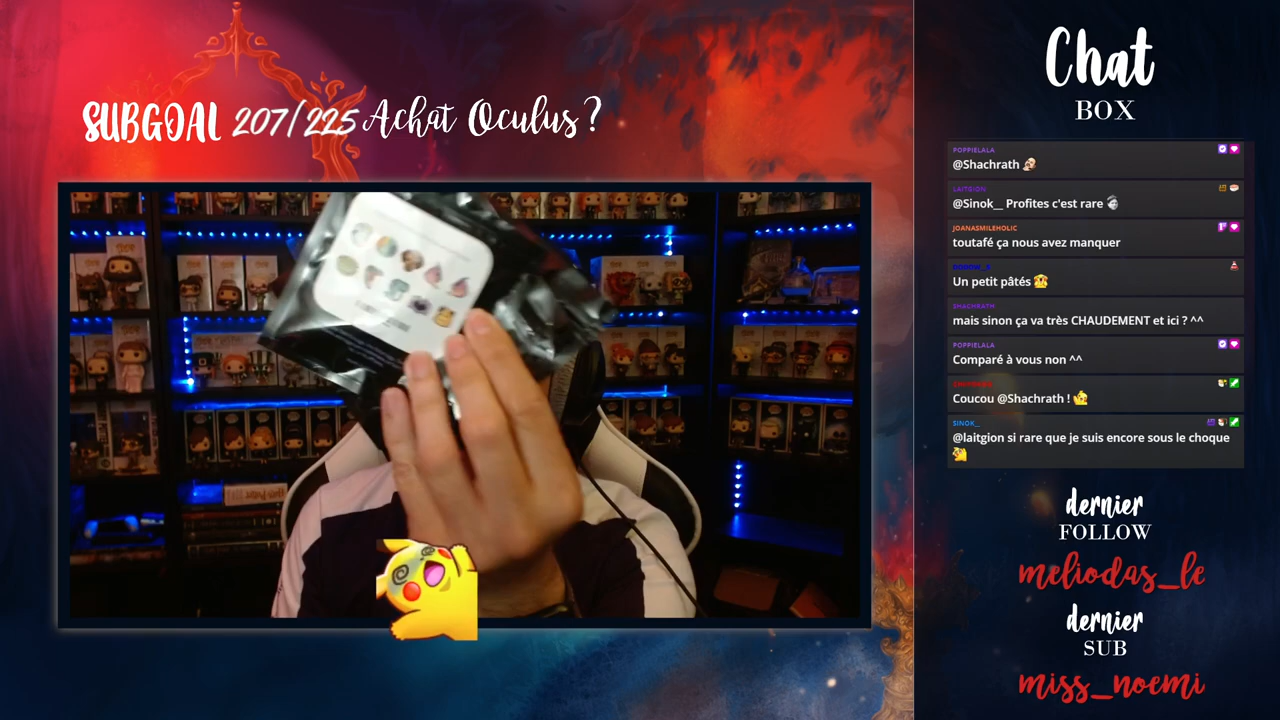 SUBGOAL 207/225 Achat Oculus ?
Chat
BOX
POPPIELALA
@Shachrath
LAITGION
@Sinok__ Profites c'est rare
JOANASMILEHOLIC
toutafé ça nous avez manquer
Un petit pâtés
SHACHRATH
mais sinon ça va très CHAUDEMENT et ici ? ^^
POPPIELALA
Comparé à vous non ^^
Coucou @Shachrath !
SINOK_
@laitgion si rare que je suis encore sous le choque
dernier
FOLLOW
meliodas_le
dernier
SUB
miss_noemi